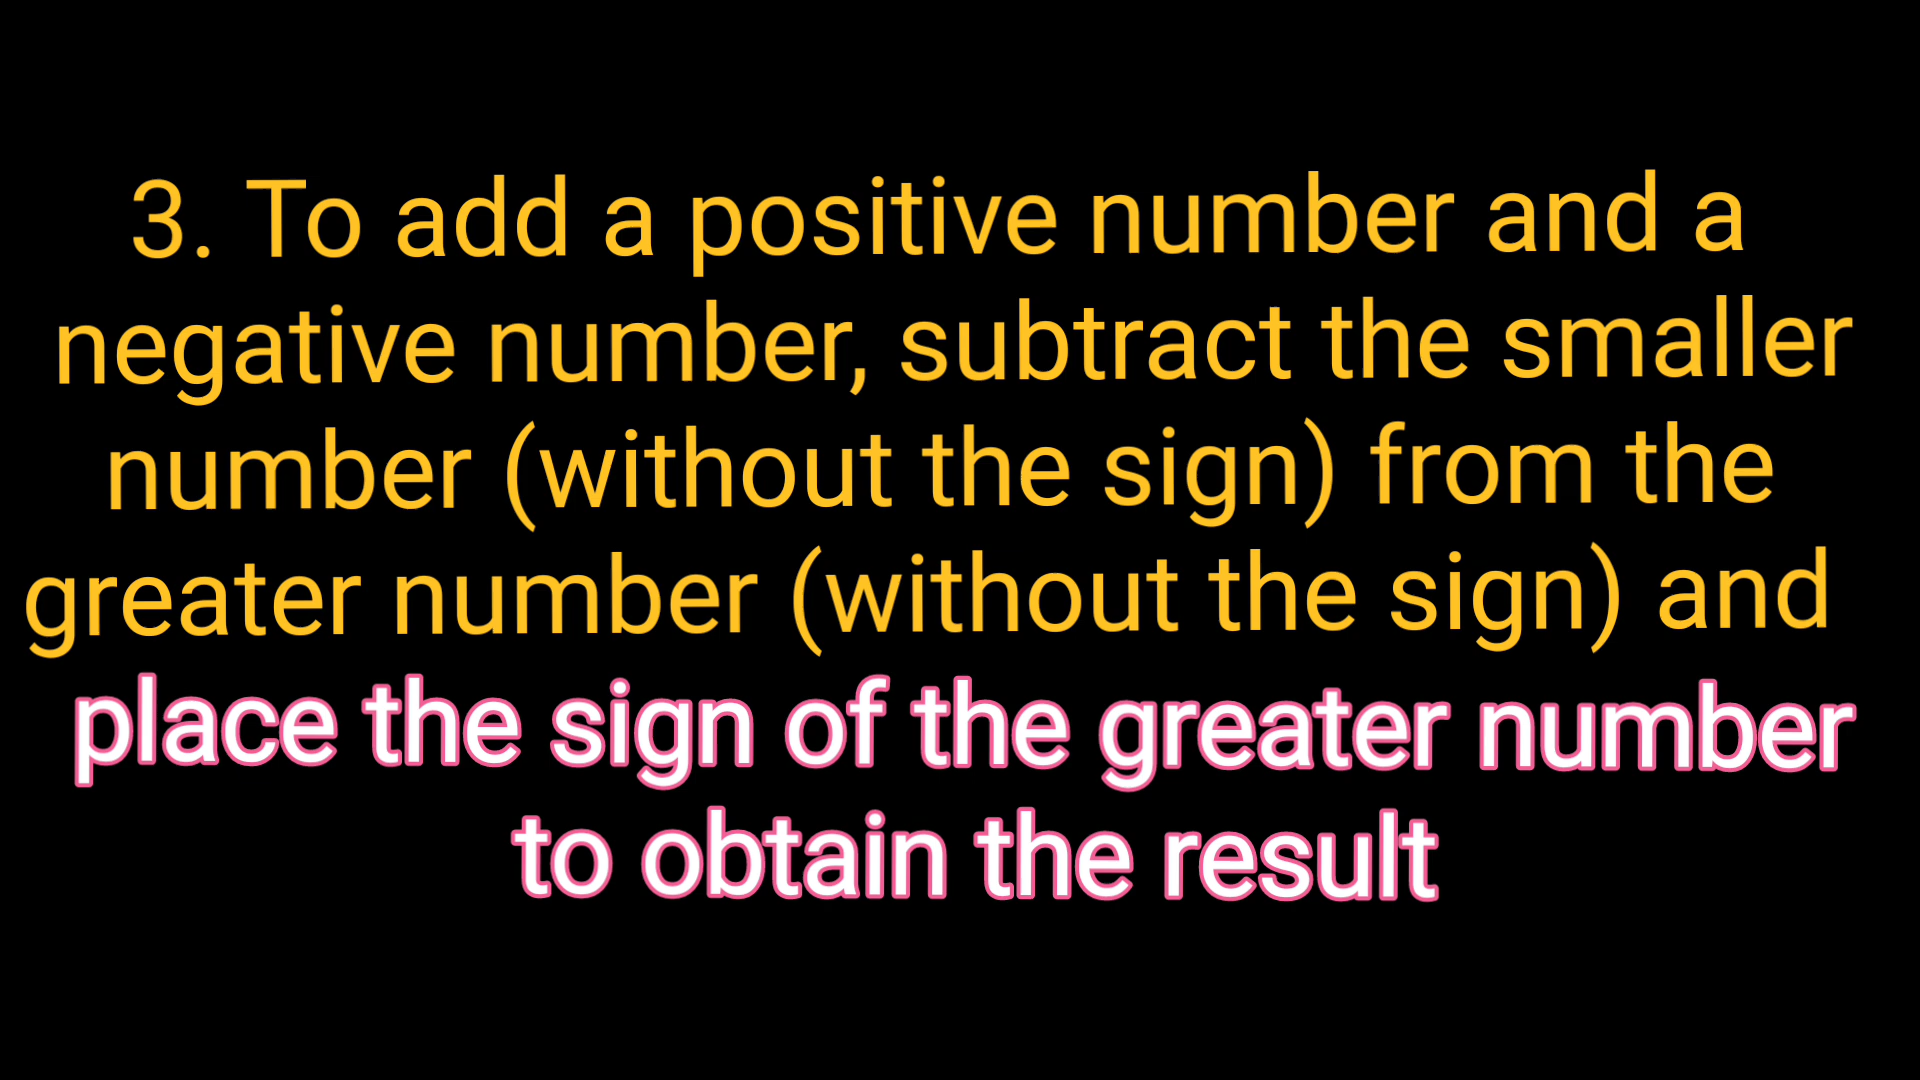 3. To add a positive number and a
negative number, subtract the smaller
number (without the sign) from the
greater number (without the sign) and
place the sign of the greater number
to obtain the result